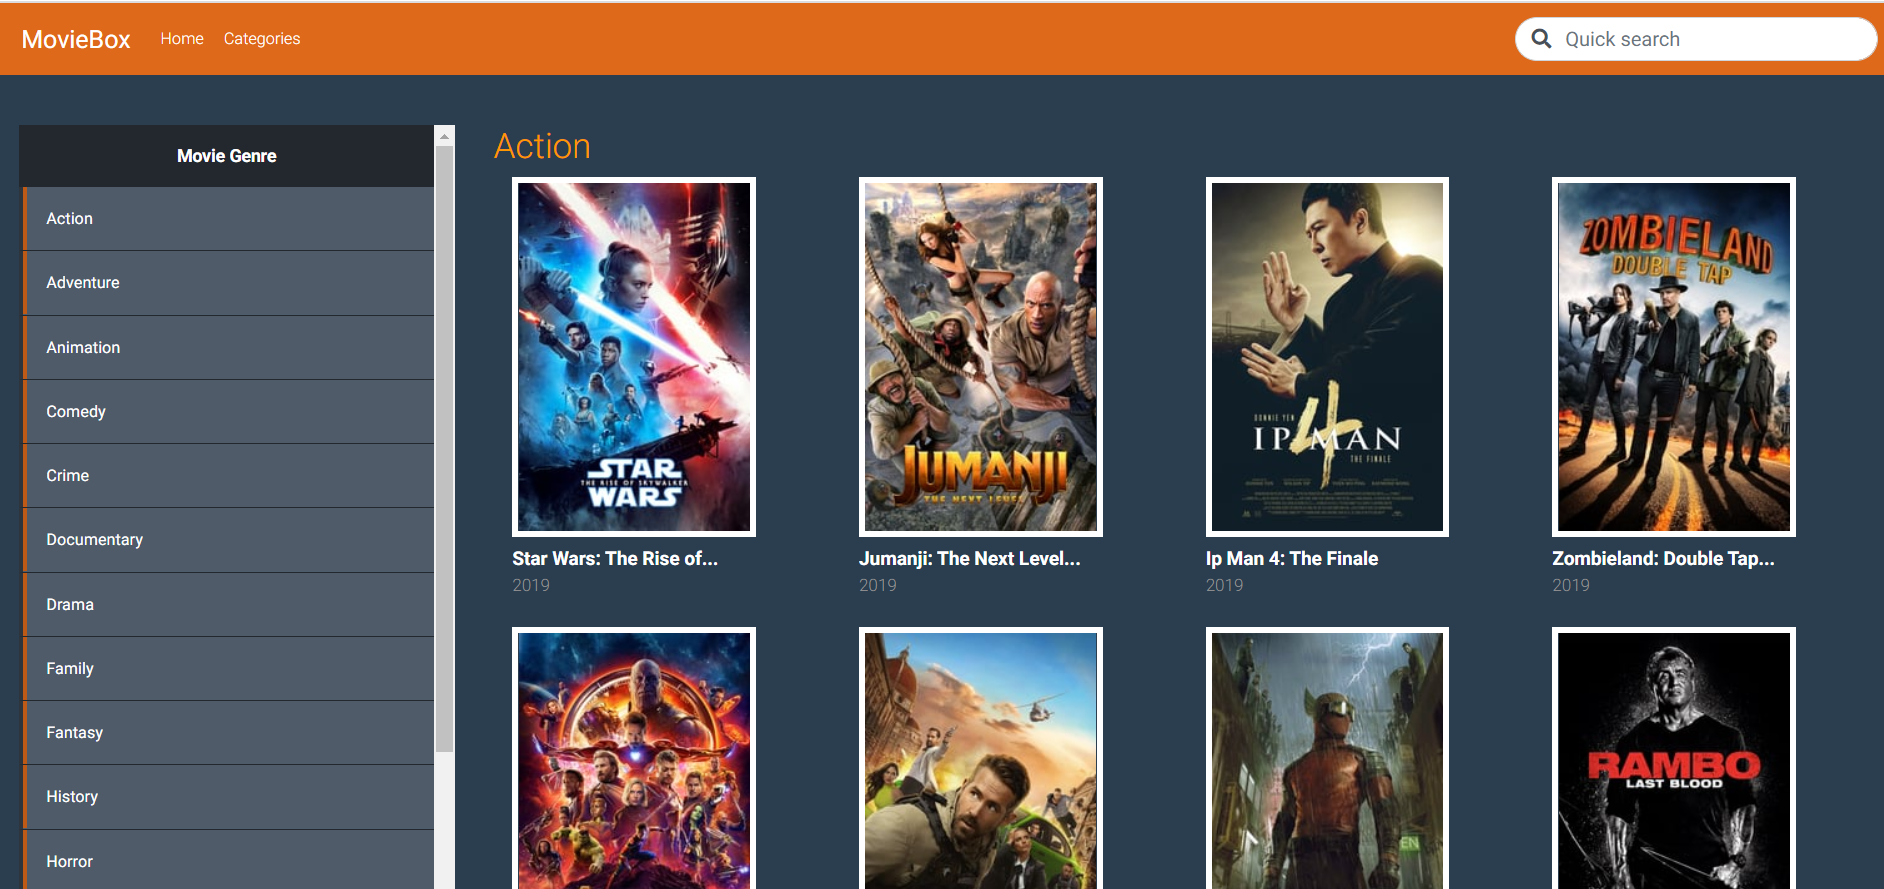 MovieBox Home Categories Quick search
Movie Genre
Action
Adventure
Animation
Comedy
Crime
Documentary
Drama
Family
Fantasy
History
Horror
Action
STAR
THE RISE OF SKYWALKER
WARS
JUMANJI
THE NEXT LEVEL
DONNIE YEN
IP MAN
4
THE FINALE
ZOMBIELAND
DOUBLE TAP
Star Wars: The Rise of...
2019
Jumanji: The Next Level...
2019
Ip Man 4: The Finale
2019
Zombieland: Double Tap...
2019
EN
RAMBO
LAST BLOOD